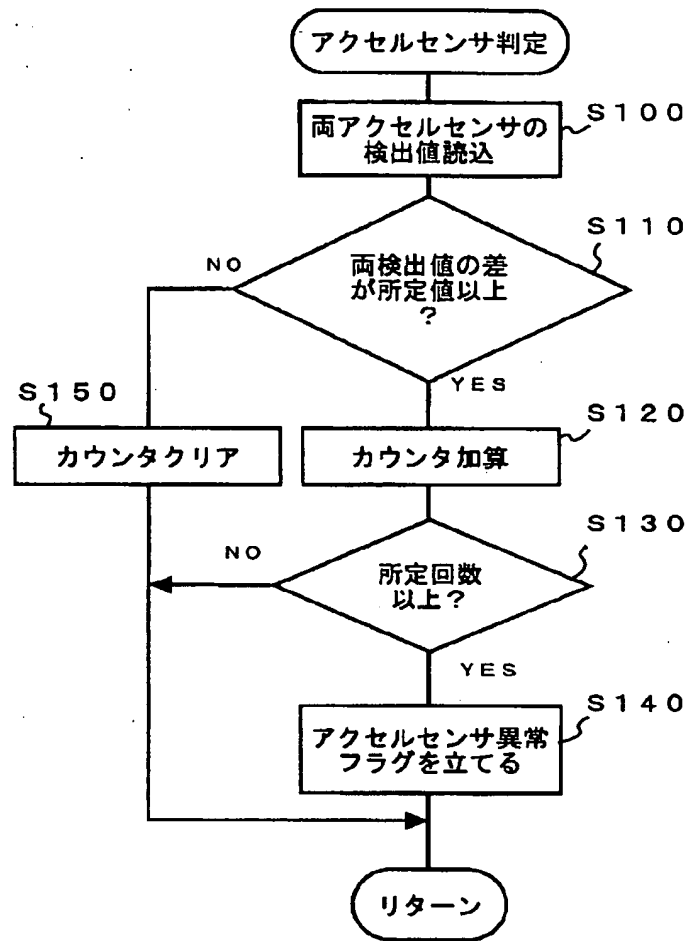 アクセルセンサ判定
S100
両アクセルセンサの
検出値読込
S110
NO
両検出値の差
が所定値以上
?
YES
S150
S120
カウンタクリア
カウンタ加算
S130
NO
所定回数
以上?
YES
S140
アクセルセンサ異常
フラグを立てる
リターン